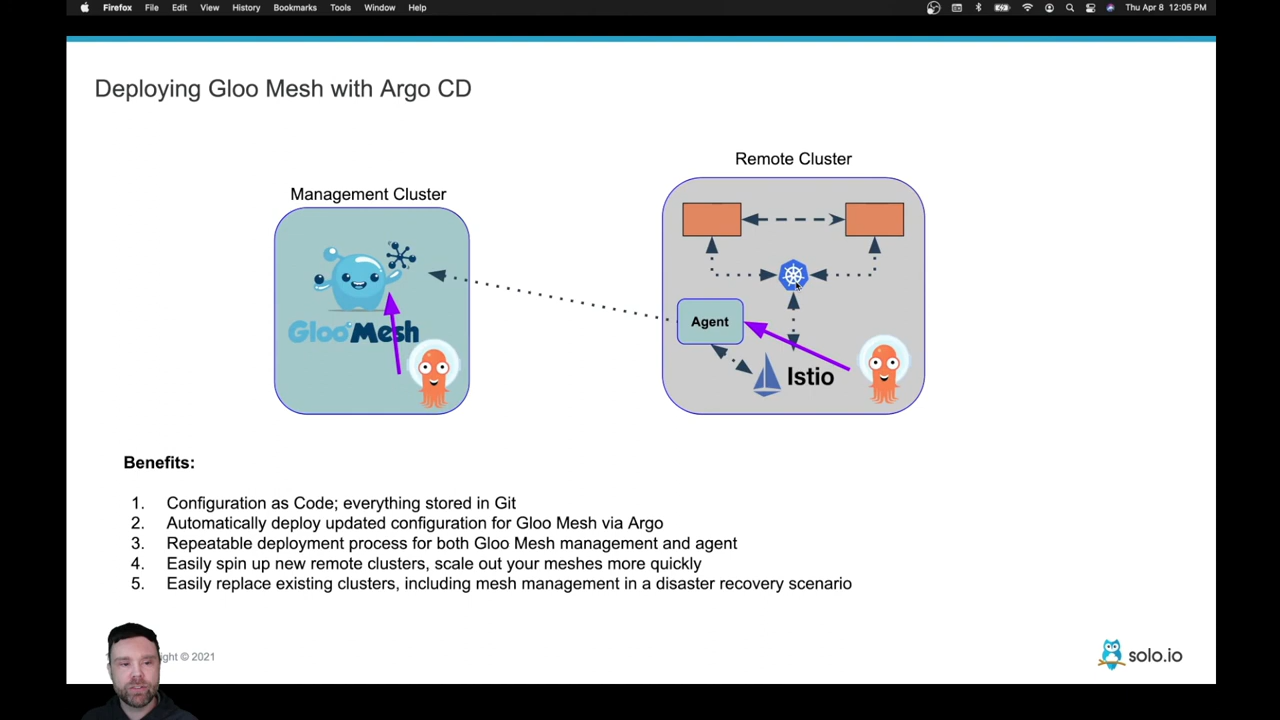 Firefox File Edit View History Bookmarks Tools Window Help Thu Apr 8 12:05 PM
Deploying Gloo Mesh with Argo CD
Remote Cluster
Management Cluster
Gloo Mesh
Agent
Istio
Benefits:
1. Configuration as Code; everything stored in Git
2. Automatically deploy updated configuration for Gloo Mesh via Argo
3. Repeatable deployment process for both Gloo Mesh management and agent
4. Easily spin up new remote clusters, scale out your meshes more quickly
5. Easily replace existing clusters, including mesh management in a disaster recovery scenario
© 2021
solo.io